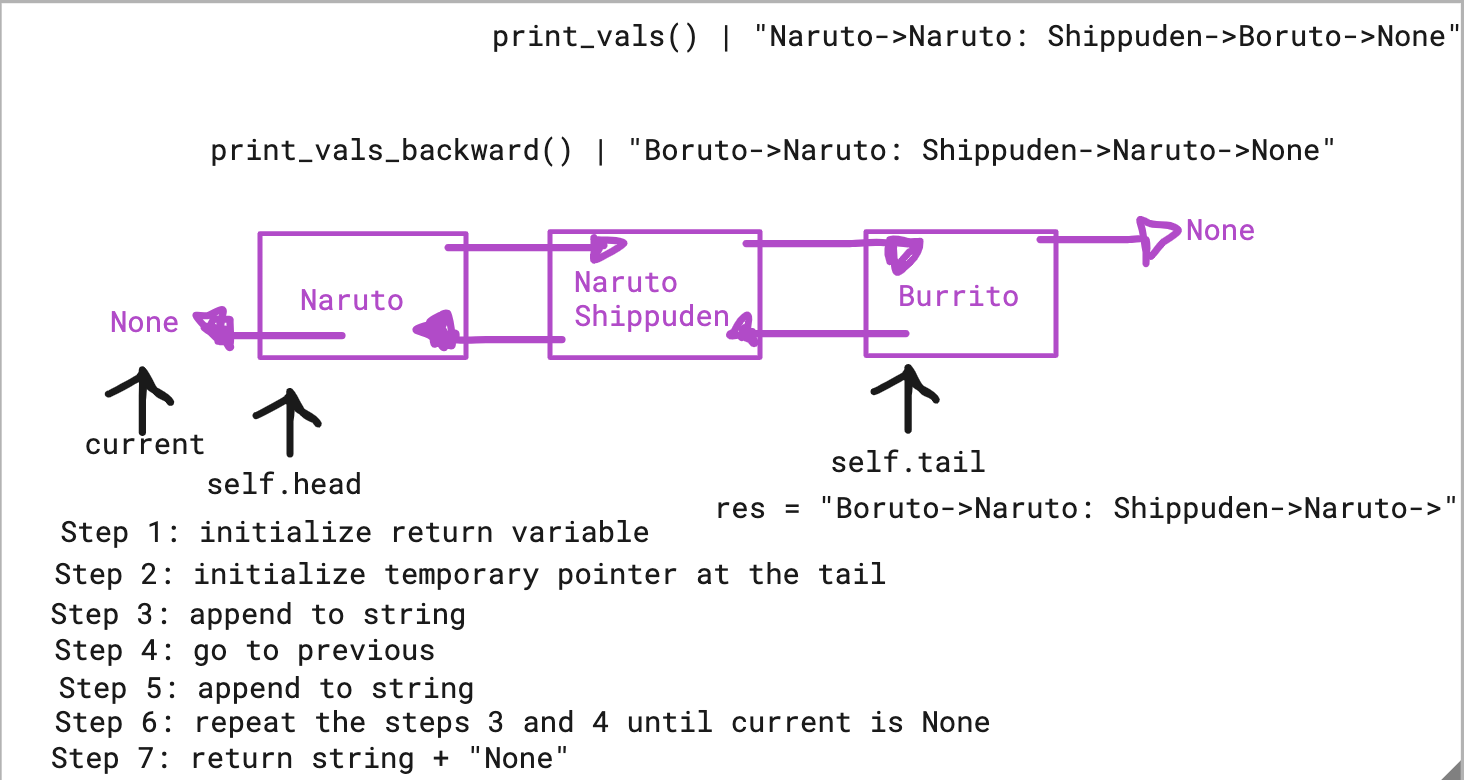 print_vals() | "Naruto->Naruto: Shippuden->Boruto->None"
print_vals_backward() | "Boruto->Naruto: Shippuden->Naruto->None"
None
Naruto
Naruto
Shippuden
Burrito
None
current
self.head
self.tail
res = "Boruto->Naruto: Shippuden->Naruto->"
Step 1: initialize return variable
Step 2: initialize temporary pointer at the tail
Step 3: append to string
Step 4: go to previous
Step 5: append to string
Step 6: repeat the steps 3 and 4 until current is None
Step 7: return string + "None"